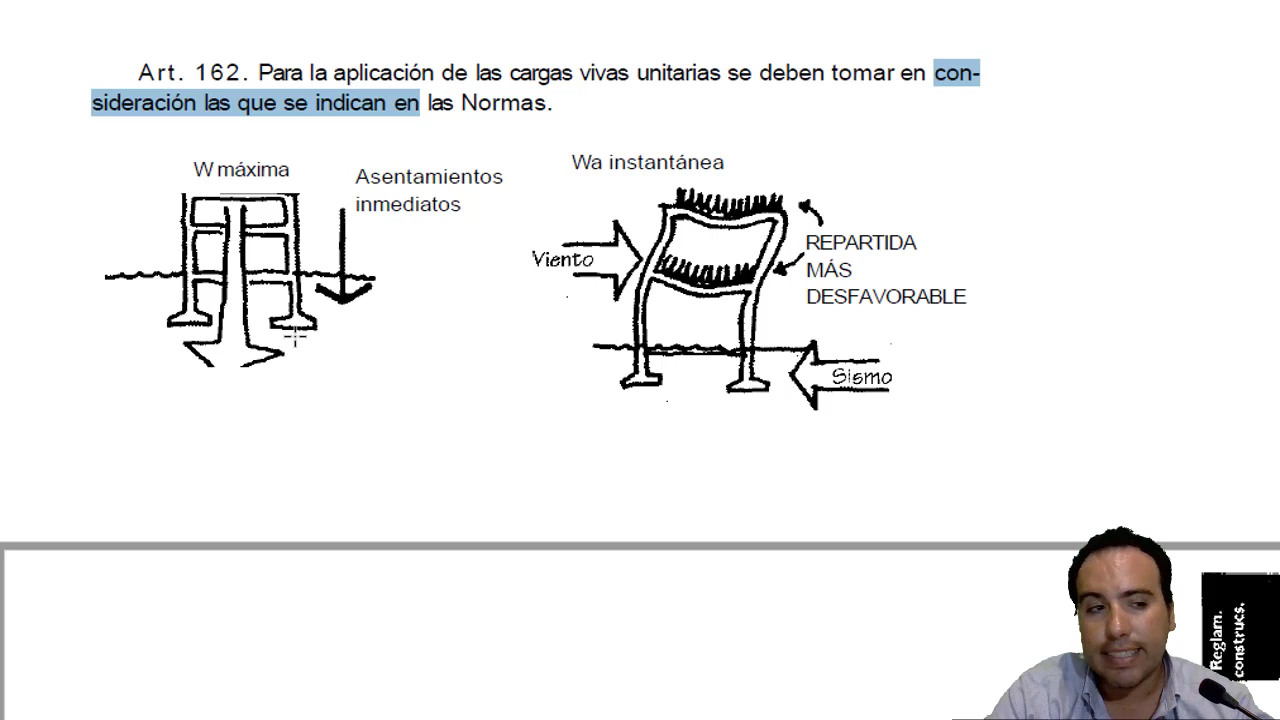 Art. 162. Para la aplicación de las cargas vivas unitarias se deben tomar en con-
sideración las que se indican en las Normas.
W máxima
Asentamientos
inmediatos
Wa instantánea
Viento
REPARTIDA
MÁS
DESFAVORABLE
Sismo
Reglam.
construcs.